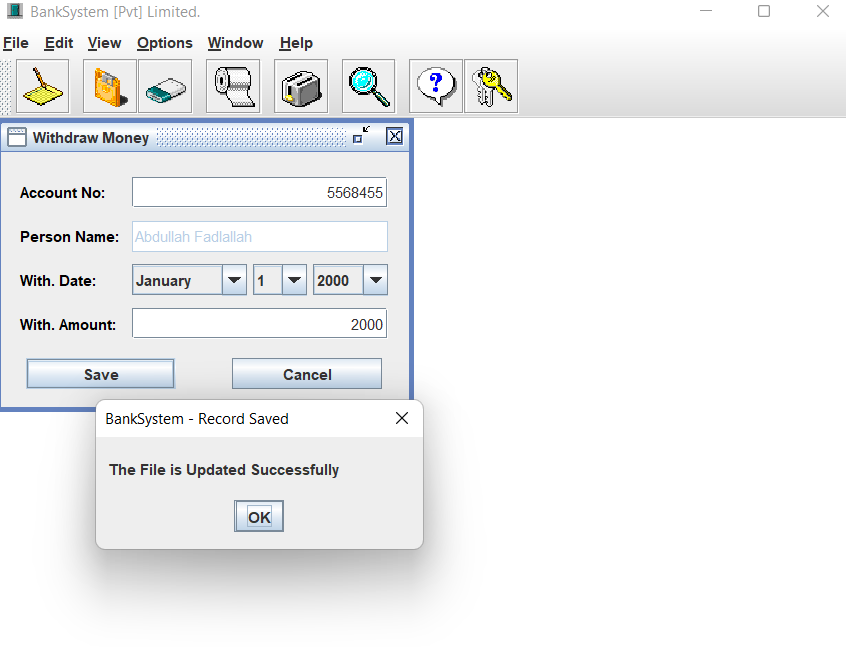 BankSystem [Pvt] Limited.
File Edit View Options Window Help
?
Withdraw Money
Account No: 5568455
Person Name: Abdullah Fadlallah
With. Date: January 1 2000
With. Amount: 2000
Save Cancel
BankSystem - Record Saved
The File is Updated Successfully
OK